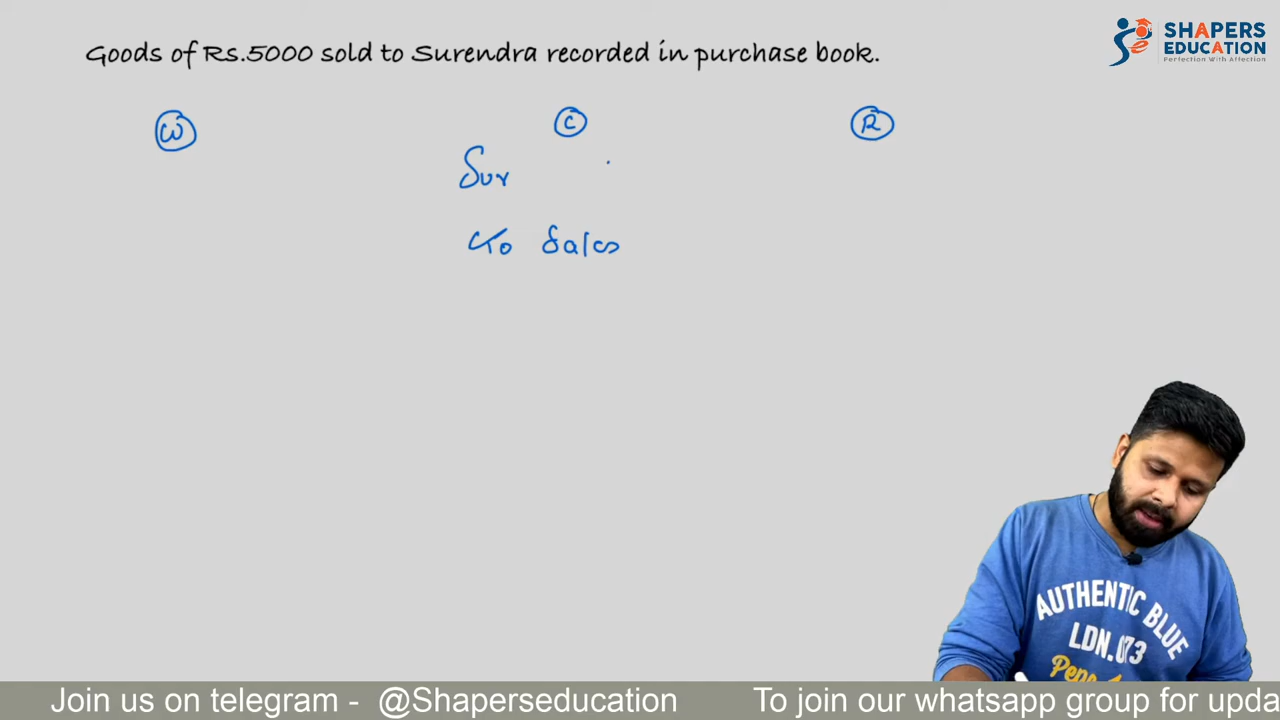 Goods of Rs.5000 sold to Surendra recorded in purchase book.
SHAPERS
EDUCATION
Perfection With Affection
W C R
Sur
To Sales
AUTHENTIC BLUE
LDN. 073
Pepe
Join us on telegram - @Shaperseducation To join our whatsapp group for upda